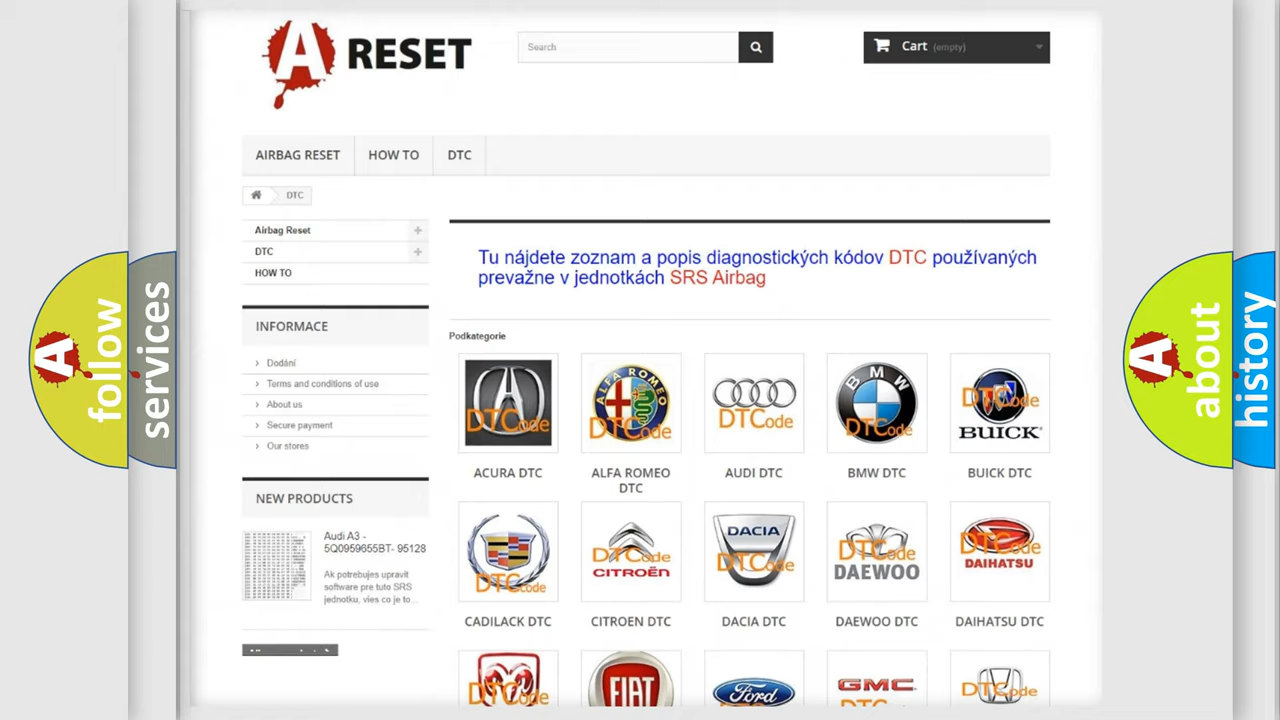 A RESET
Search
Cart (empty)
AIRBAG RESET
HOW TO
DTC
DTC
Airbag Reset
DTC
HOW TO
Tu nájdete zoznam a popis diagnostických kódov DTC používaných
prevažne v jednotkách SRS Airbag
INFORMACE
Dodání
Terms and conditions of use
About us
Secure payment
Our stores
Podkategorie
DTCode
ALFA ROMEO
DTCode
DTCode
BMW
DTCode
DTCode
BUICK
ACURA DTC
ALFA ROMEO
DTC
AUDI DTC
BMW DTC
BUICK DTC
NEW PRODUCTS
Audi A3 -
5Q0959655BT- 95128
Ak potrebujes upravit
software pre tuto SRS
jednotku, vies co je to...
DTCode
DTCode
CITROËN
DACIA
DTCode
DTCode
DAEWOO
DTCode
DAIHATSU
CADILACK DTC
CITROEN DTC
DACIA DTC
DAEWOO DTC
DAIHATSU DTC
DTCode
FIAT
Ford
GMC
DTCode
A follow
services
A about
history